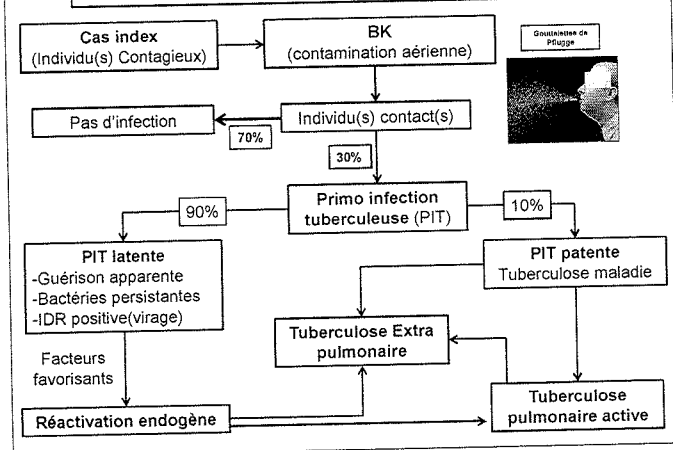 Cas index
(Individu(s) Contagieux)
BK
(contamination aérienne)
Gouttelettes de
Pflugge
Pas d'infection
70%
Individu(s) contact(s)
30%
Primo infection
tuberculeuse (PIT)
90%
10%
PIT latente
-Guérison apparente
-Bactéries persistantes
-IDR positive(virage)
PIT patente
Tuberculose maladie
Tuberculose Extra
pulmonaire
Facteurs
favorisants
Réactivation endogène
Tuberculose
pulmonaire active